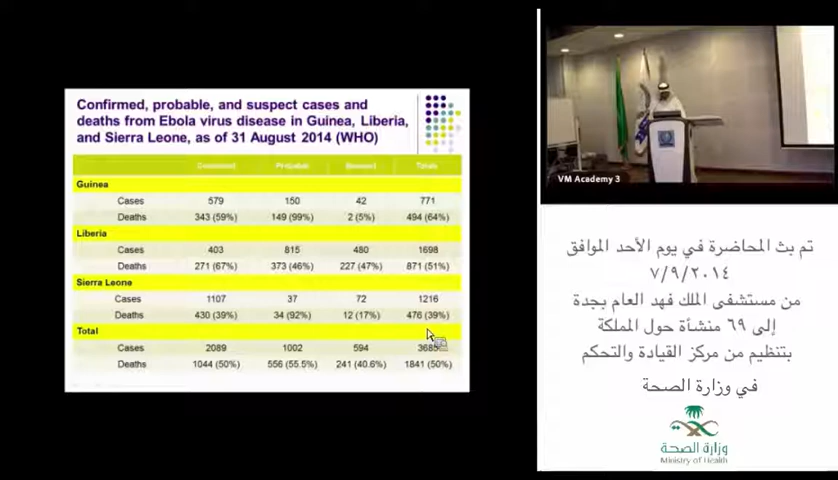 Confirmed, probable, and suspect cases and
deaths from Ebola virus disease in Guinea, Liberia,
and Sierra Leone, as of 31 August 2014 (WHO)
Confirmed Probable Suspect Totals
Guinea
Cases 579 150 42 771
Deaths 343 (59%) 149 (99%) 2 (5%) 494 (64%)
Liberia
Cases 403 815 480 1698
Deaths 271 (67%) 373 (46%) 227 (47%) 871 (51%)
Sierra Leone
Cases 1107 37 72 1216
Deaths 430 (39%) 34 (92%) 12 (17%) 476 (39%)
Total
Cases 2089 1002 594 3685
Deaths 1044 (50%) 556 (55.5%) 241 (40.6%) 1841 (50%)
VM Academy 3
تم بث المحاضرة في يوم الأحد الموافق
٧/٩/٢٠١٤
من مستشفى الملك فهد العام بجدة
إلى ٦٩ منشأة حول المملكة
بتنظيم من مركز القيادة والتحكم
في وزارة الصحة
وزارة الصحة
Ministry of Health